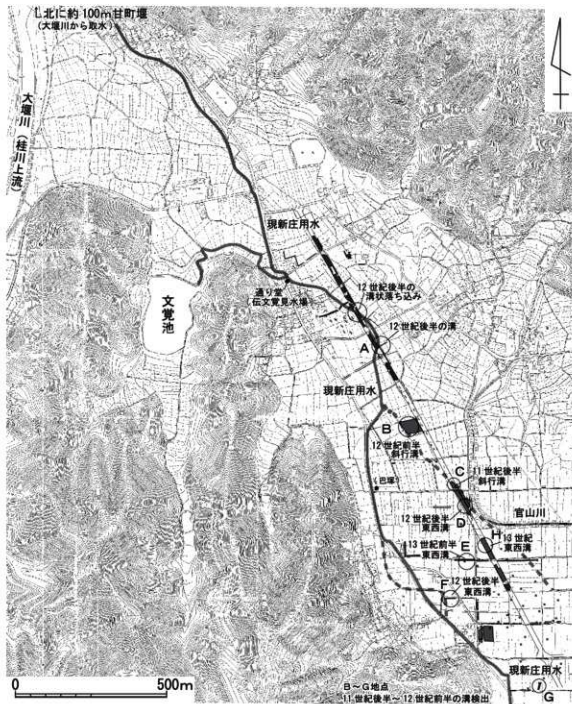 北に約100m甘町堰
(大堰川から取水)
大堰川(桂川上流)
現新庄用水
通り堂
(伝文覚見水場)
文覚池
12世紀後半の
溝状落ち込み
12世紀後半の溝
A
現新庄用水
B
12世紀前半
斜行溝
C
11世紀後半
斜行溝
官山川
12世紀後半
東西溝
D
H
13世紀
東西溝
13世紀前半
東西溝
E
F
12世紀後半
東西溝
現新庄用水
G
B~G地点
11世紀後半~12世紀前半の溝検出
0
500m